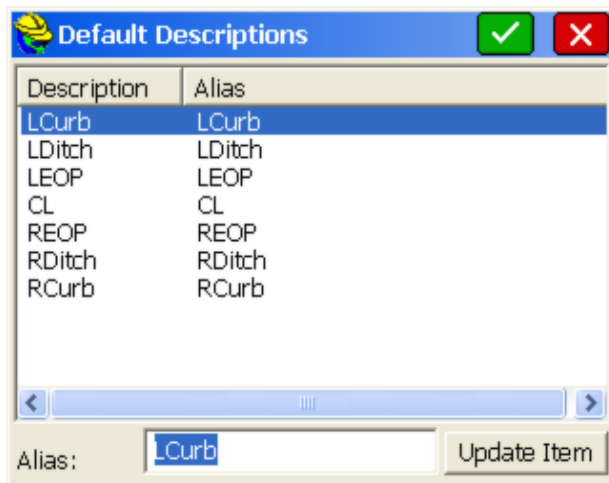 Default Descriptions
Description Alias
LCurb LCurb
LDitch LDitch
LEOP LEOP
CL CL
REOP REOP
RDitch RDitch
RCurb RCurb
Alias: LCurb Update Item